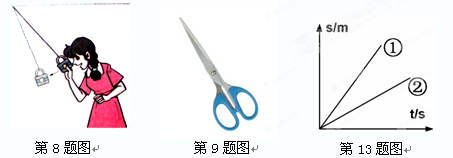 s/m
①
②
t/s
第 8 题图
第 9 题图
第 13 题图